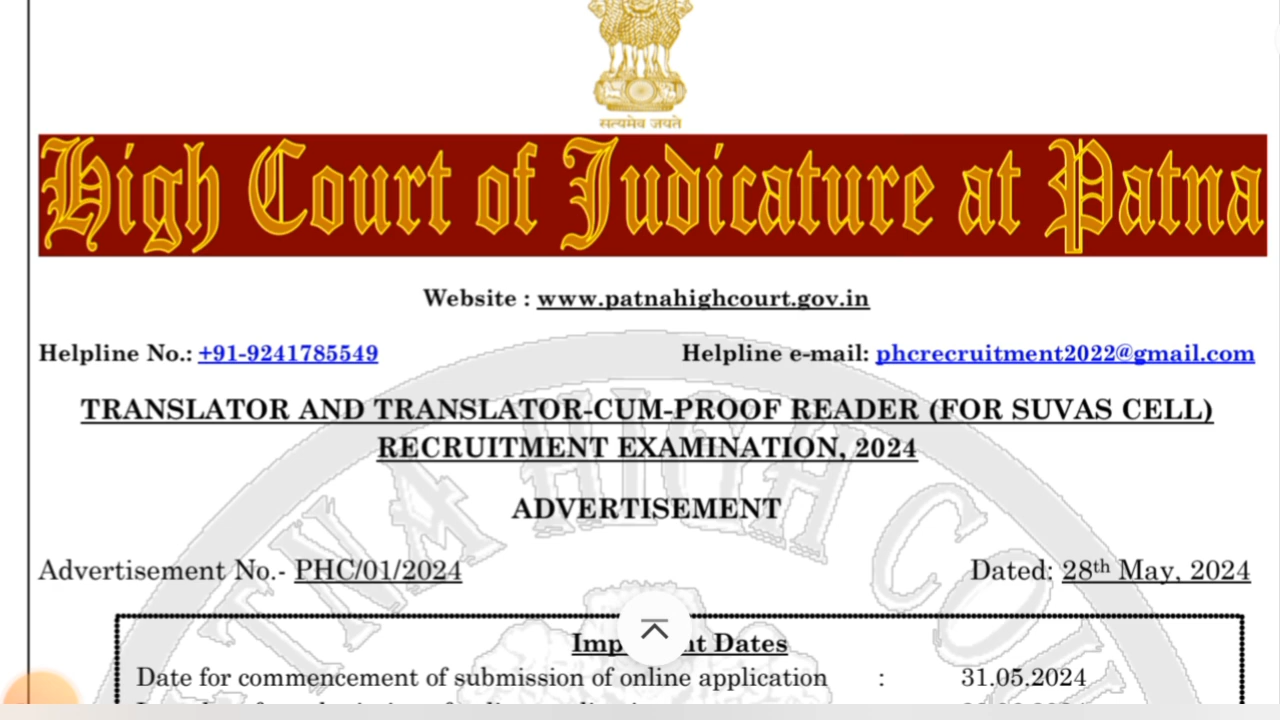 सत्यमेव जयते
High Court of Judicature at Patna
Website : www.patnahighcourt.gov.in
Helpline No.: +91-9241785549 Helpline e-mail: phcrecruitment2022@gmail.com
TRANSLATOR AND TRANSLATOR-CUM-PROOF READER (FOR SUVAS CELL)
RECRUITMENT EXAMINATION, 2024
ADVERTISEMENT
Advertisement No.- PHC/01/2024 Dated: 28th May, 2024
Dates
Date for commencement of submission of online application : 31.05.2024